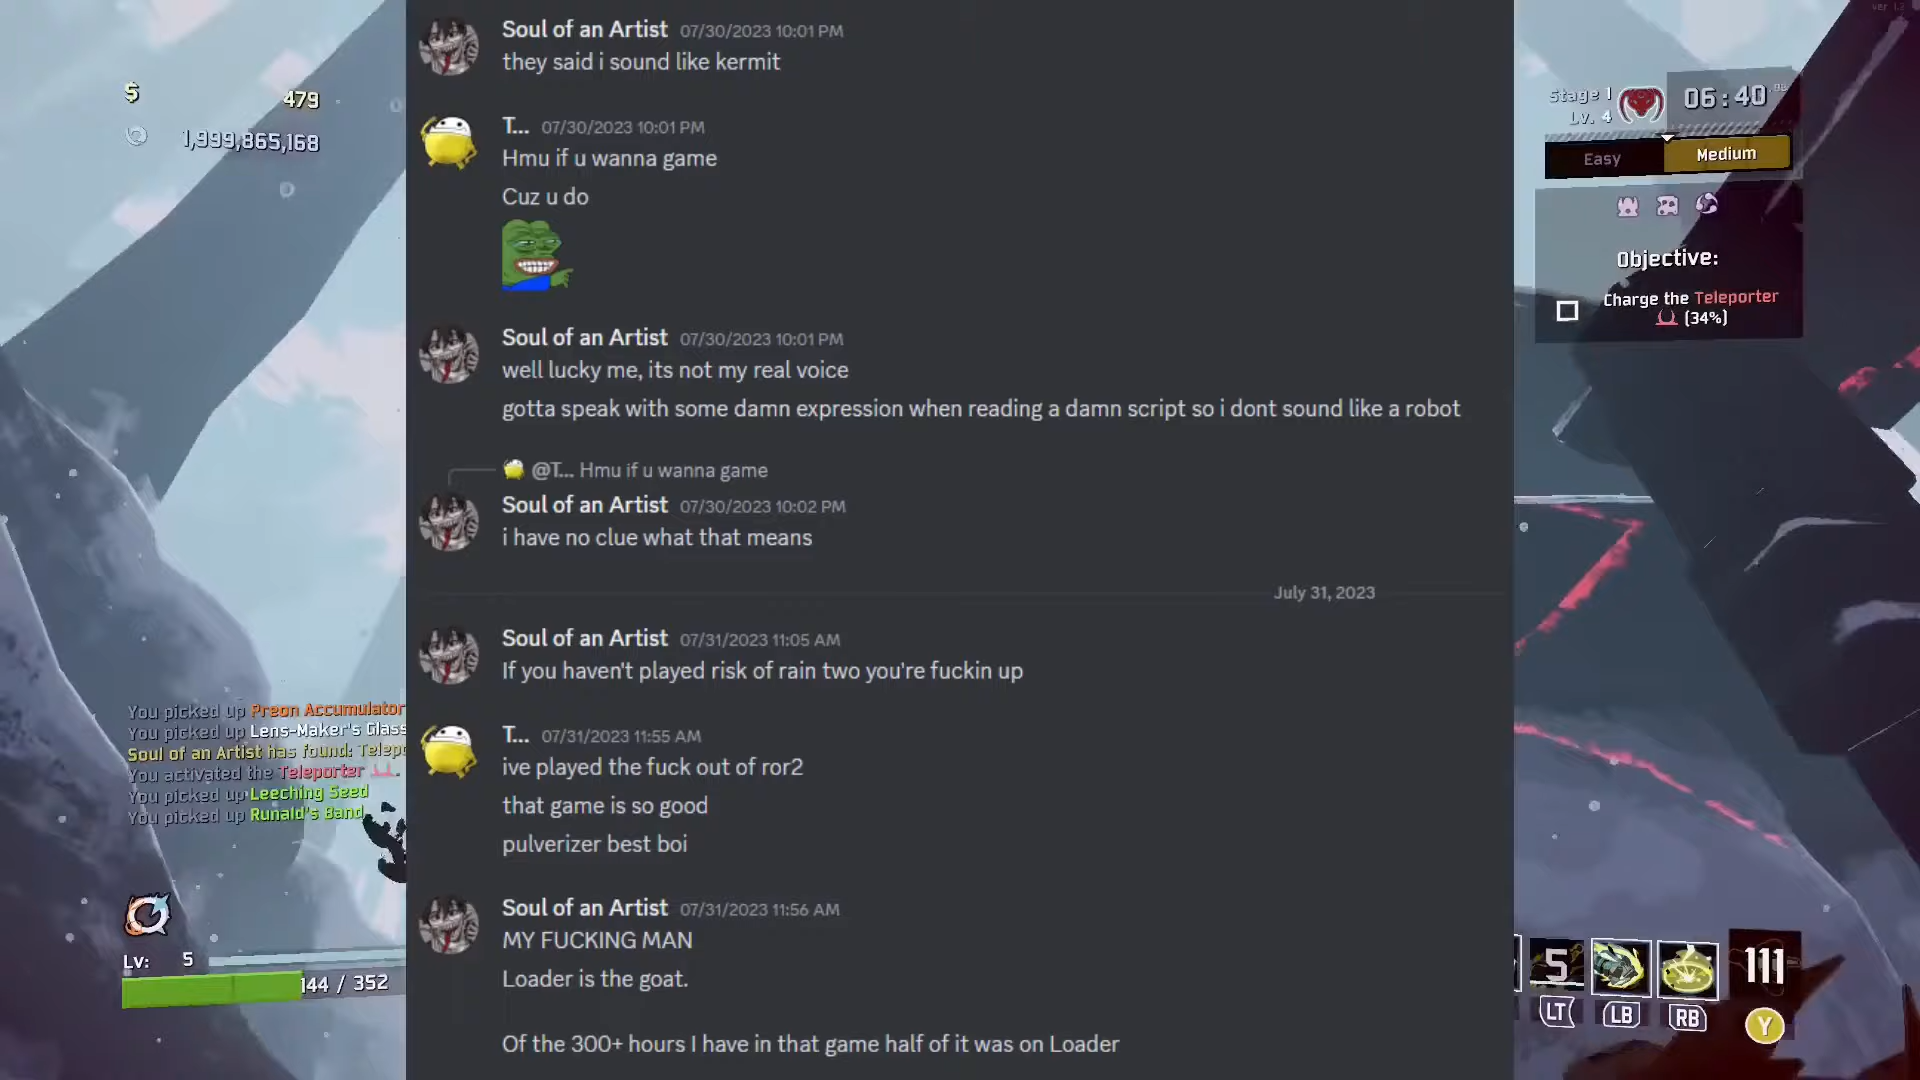 ver 1.2
$ 479
1,999,865,168
Soul of an Artist 07/30/2023 10:01 PM
they said i sound like kermit
T... 07/30/2023 10:01 PM
Hmu if u wanna game
Cuz u do
Soul of an Artist 07/30/2023 10:01 PM
well lucky me, its not my real voice
gotta speak with some damn expression when reading a damn script so i dont sound like a robot
@T... Hmu if u wanna game
Soul of an Artist 07/30/2023 10:02 PM
i have no clue what that means
July 31, 2023
Soul of an Artist 07/31/2023 11:05 AM
If you haven't played risk of rain two you're fuckin up
T... 07/31/2023 11:55 AM
ive played the fuck out of ror2
that game is so good
pulverizer best boi
Soul of an Artist 07/31/2023 11:56 AM
MY FUCKING MAN
Loader is the goat.
Of the 300+ hours I have in that game half of it was on Loader
Stage 1
Lv. 4
06:40
Easy
Medium
Objective:
Charge the Teleporter
(34%)
You picked up Preon Accumulator
You picked up Lens-Maker's Glass
Soul of an Artist has found: Telepo
You activated the Teleporter .
You picked up Leeching Seed
You picked up Runald's Band
Lv: 5
144 / 352
5
111
LT
LB
RB
Y